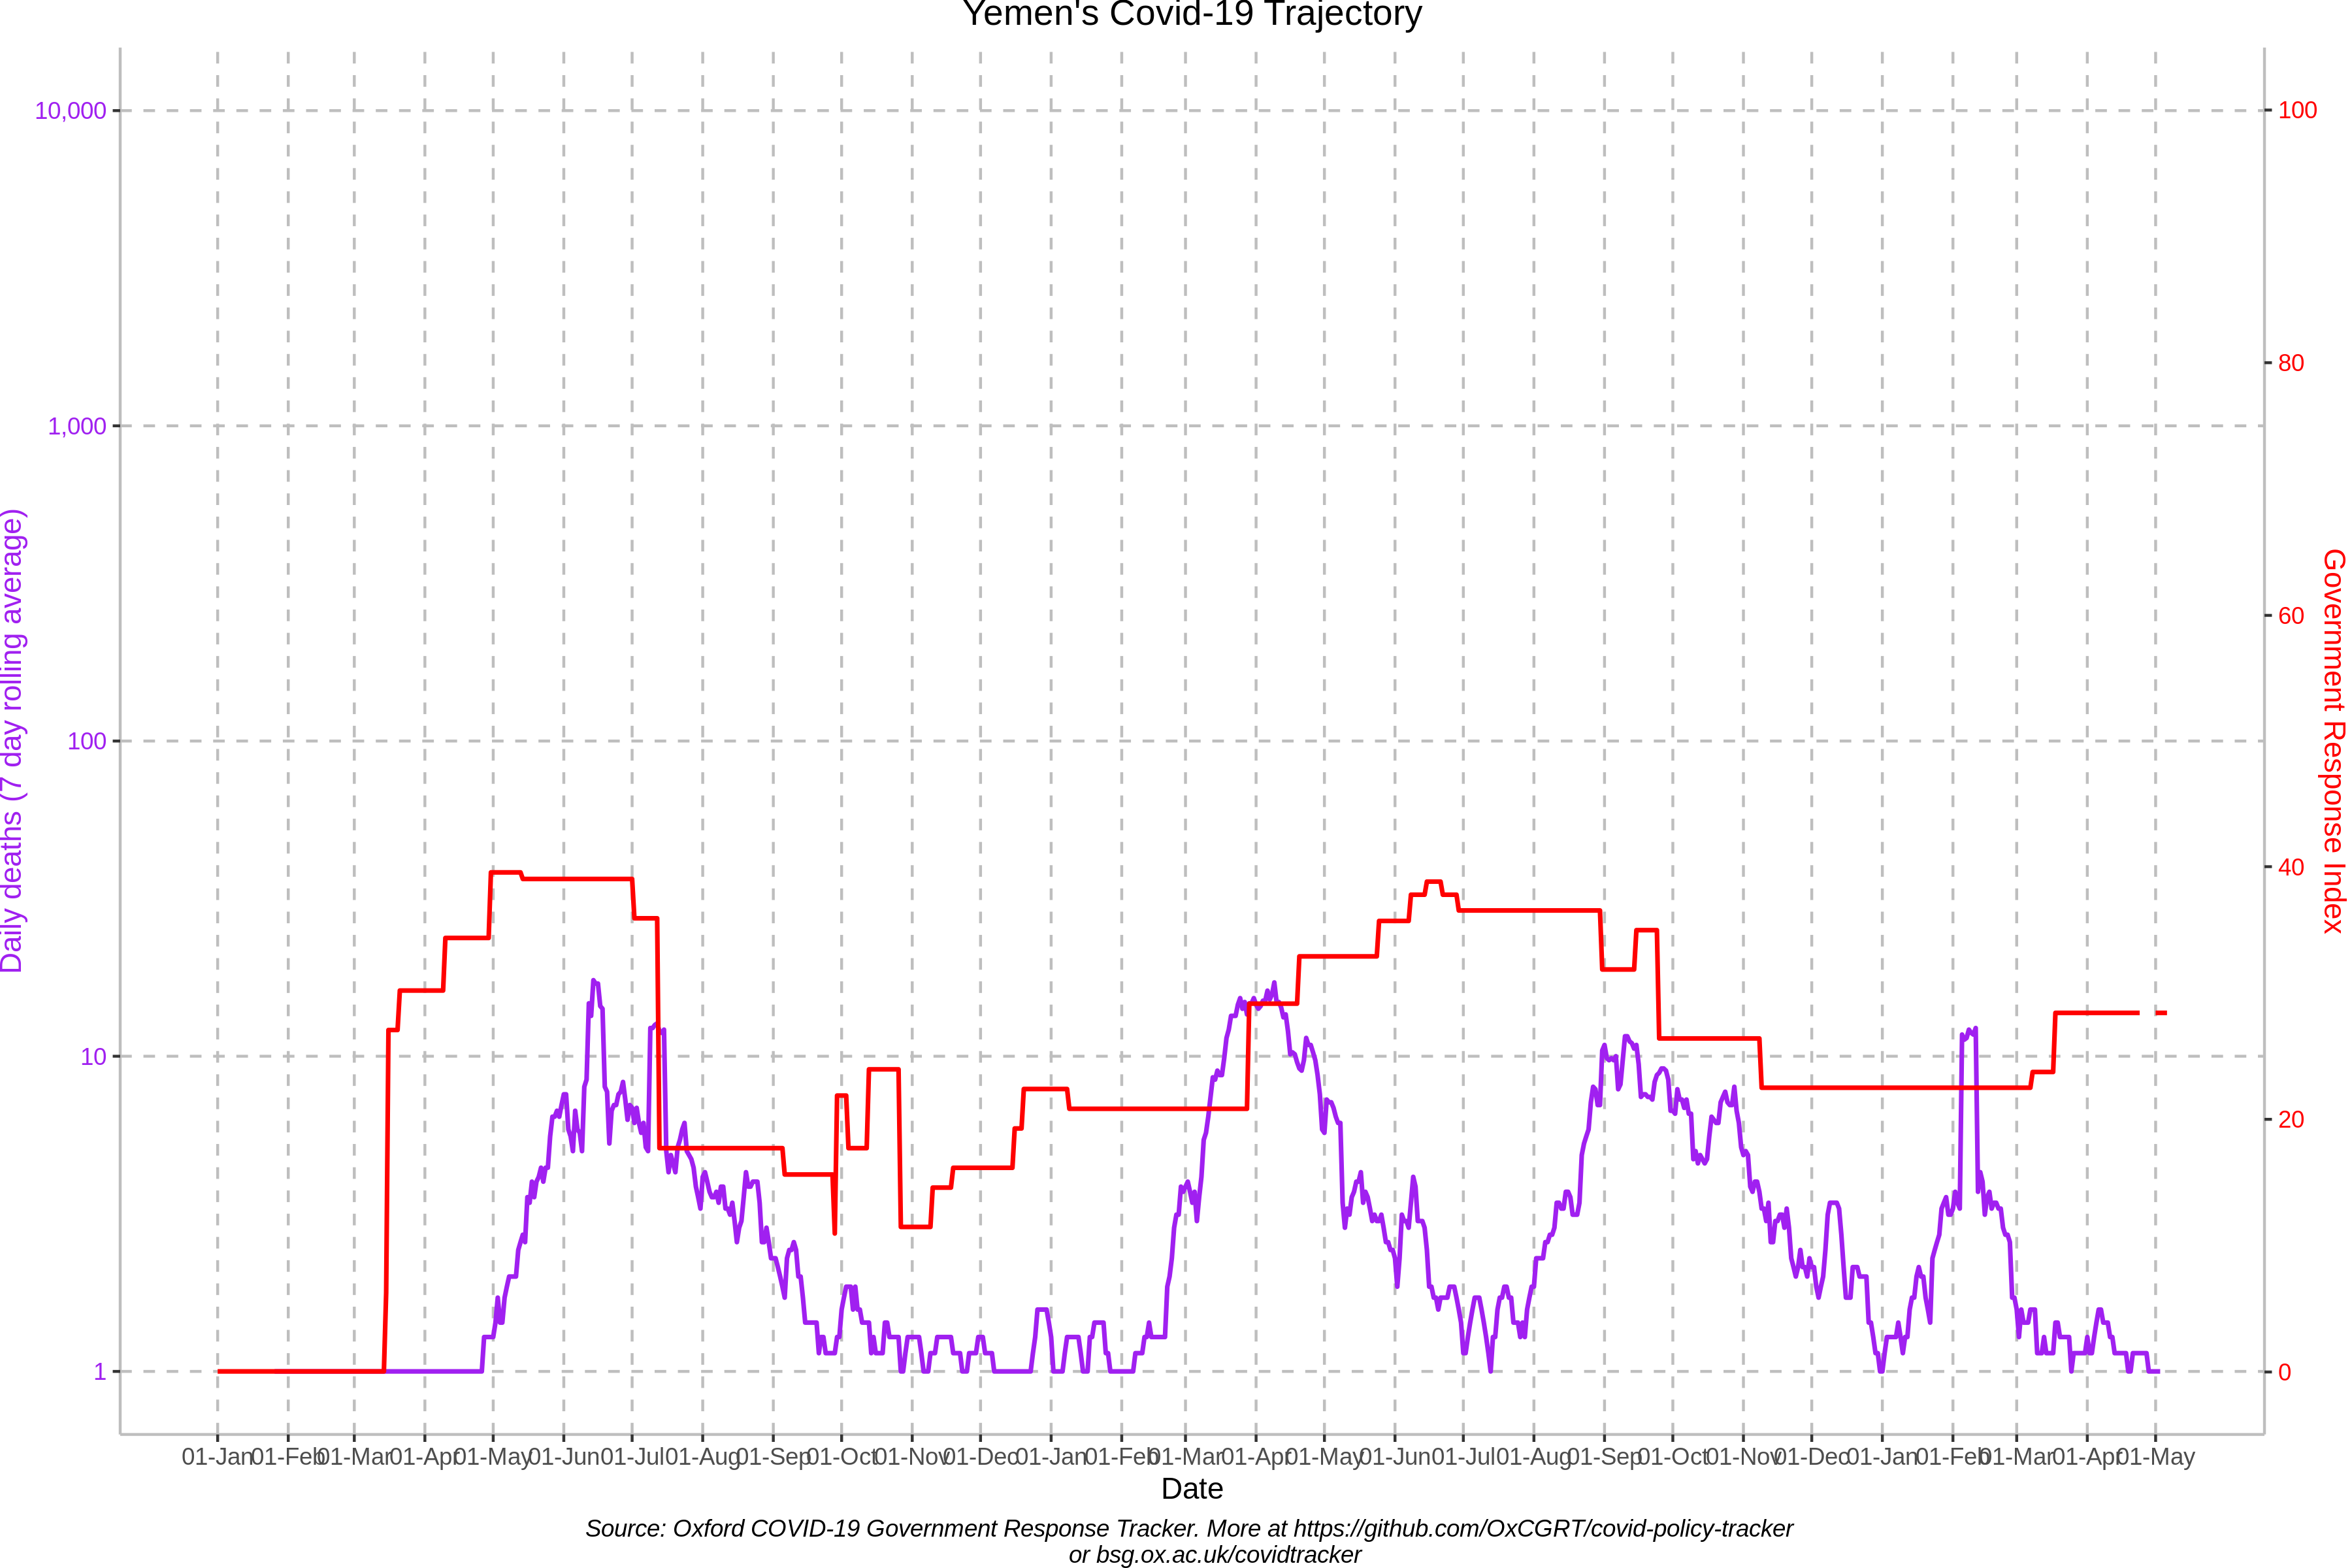 Yemen's Covid-19 Trajectory
10,000
1,000
100
10
1
Daily deaths (7 day rolling average)
100
80
60
40
20
0
Government Response Index
01-Jan 01-Feb 01-Mar 01-Apr 01-May 01-Jun 01-Jul 01-Aug 01-Sep 01-Oct 01-Nov 01-Dec 01-Jan 01-Feb 01-Mar 01-Apr 01-May 01-Jun 01-Jul 01-Aug 01-Sep 01-Oct 01-Nov 01-Dec 01-Jan 01-Feb 01-Mar 01-Apr 01-May
Date
Source: Oxford COVID-19 Government Response Tracker. More at https://github.com/OxCGRT/covid-policy-tracker
or bsg.ox.ac.uk/covidtracker